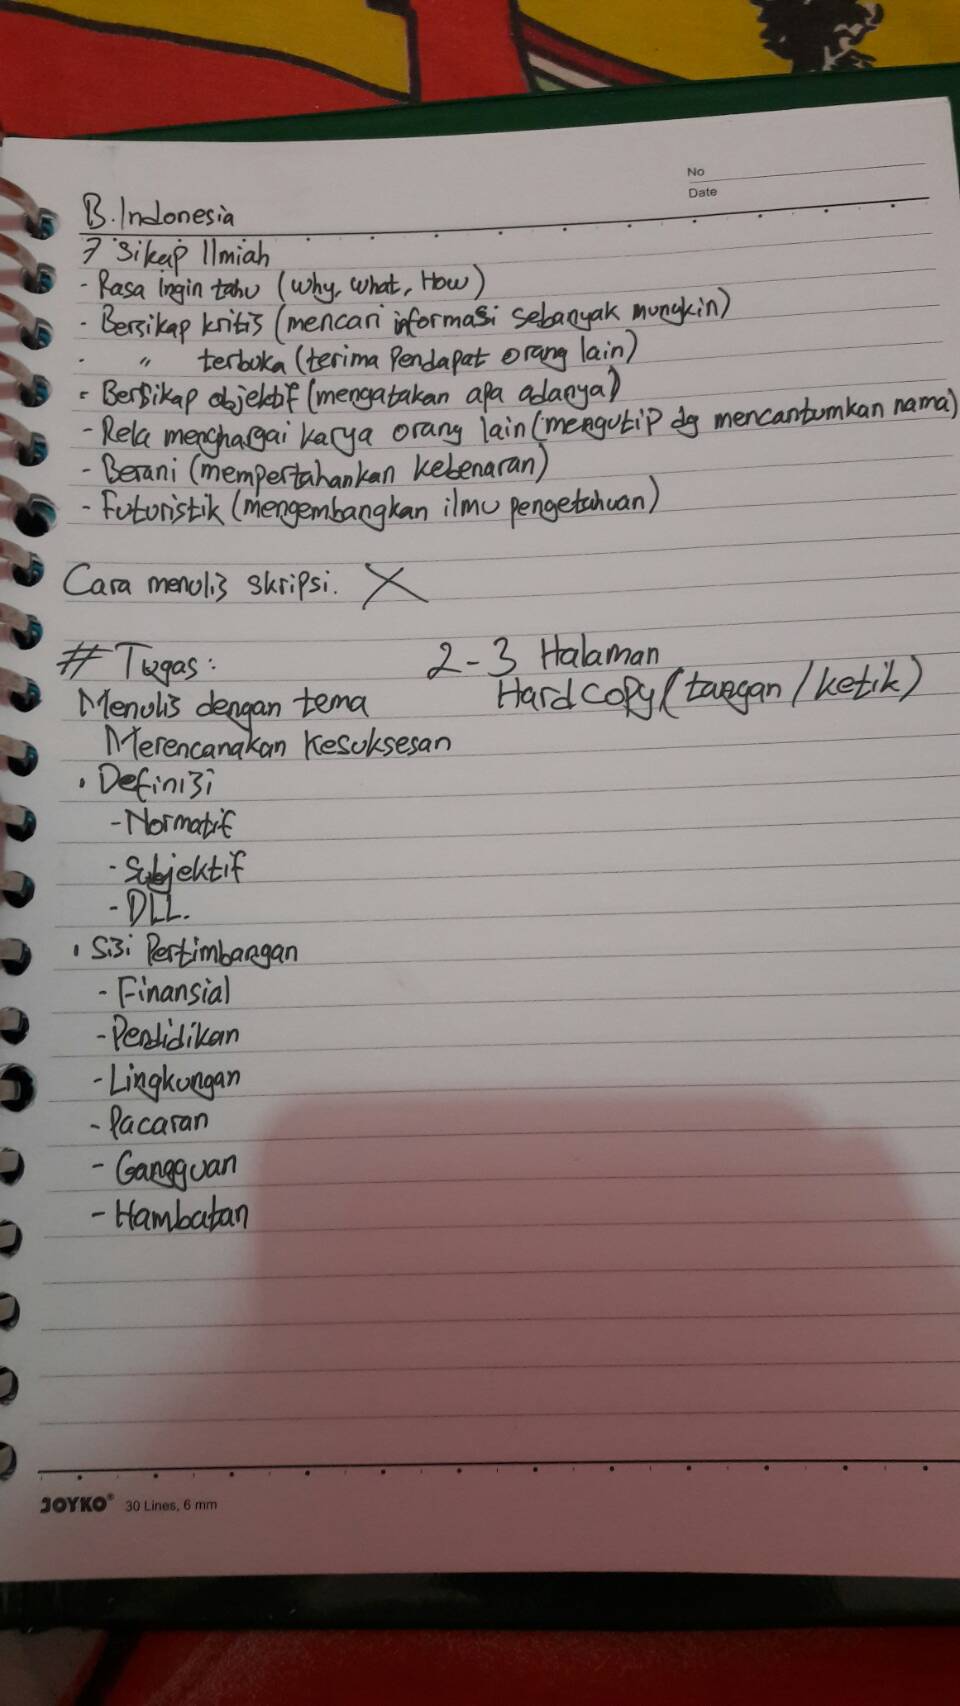 No
Date
B. Indonesia
7 Sikap Ilmiah
- Rasa ingin tahu (why, what, How)
- Bersikap kritis (mencari informasi sebanyak mungkin)
- " terbuka (terima Pendapat orang lain)
- Bersikap objektif (mengatakan apa adanya)
- Rela menghargai karya orang lain (mengutip dg mencantumkan nama)
- Berani (mempertahankan kebenaran)
- Futuristik (mengembangkan ilmu pengetahuan)
Cara menulis skripsi. X
# Tugas: 2-3 Halaman
Menulis dengan tema Hard copy (tangan / ketik)
Merencanakan Kesuksesan
• Definisi
- Normatif
- Subjektif
- DLL.
• Sisi Pertimbangan
- Finansial
- Pendidikan
- Lingkungan
- Pacaran
- Gangguan
- Hambatan
JOYKO® 30 Lines, 6 mm